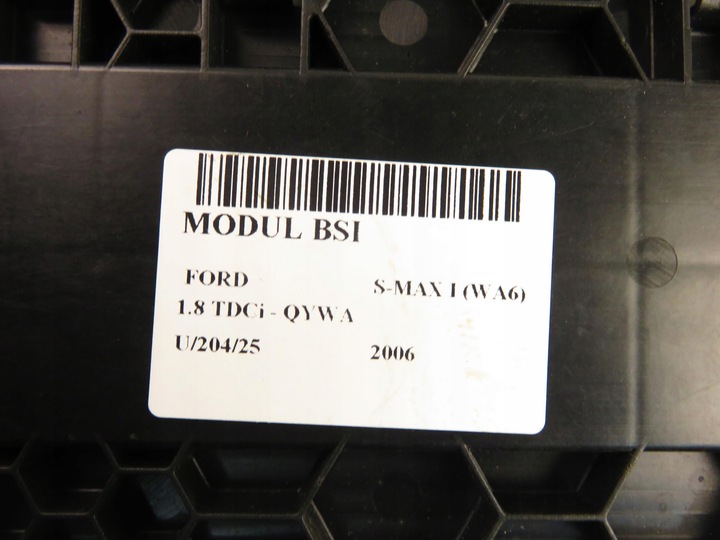 MODUL BSI
FORD S-MAX I (WA6)
1.8 TDCi - QYWA
U/204/25 2006